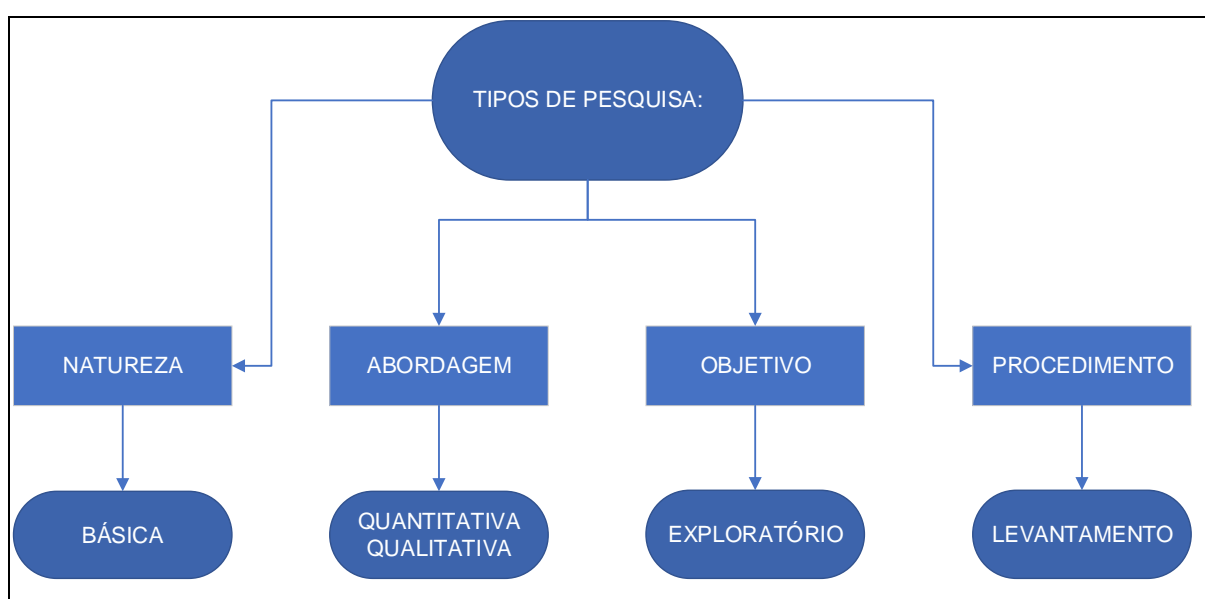 TIPOS DE PESQUISA:
NATUREZA
ABORDAGEM
OBJETIVO
PROCEDIMENTO
BÁSICA
QUANTITATIVA
QUALITATIVA
EXPLORATÓRIO
LEVANTAMENTO